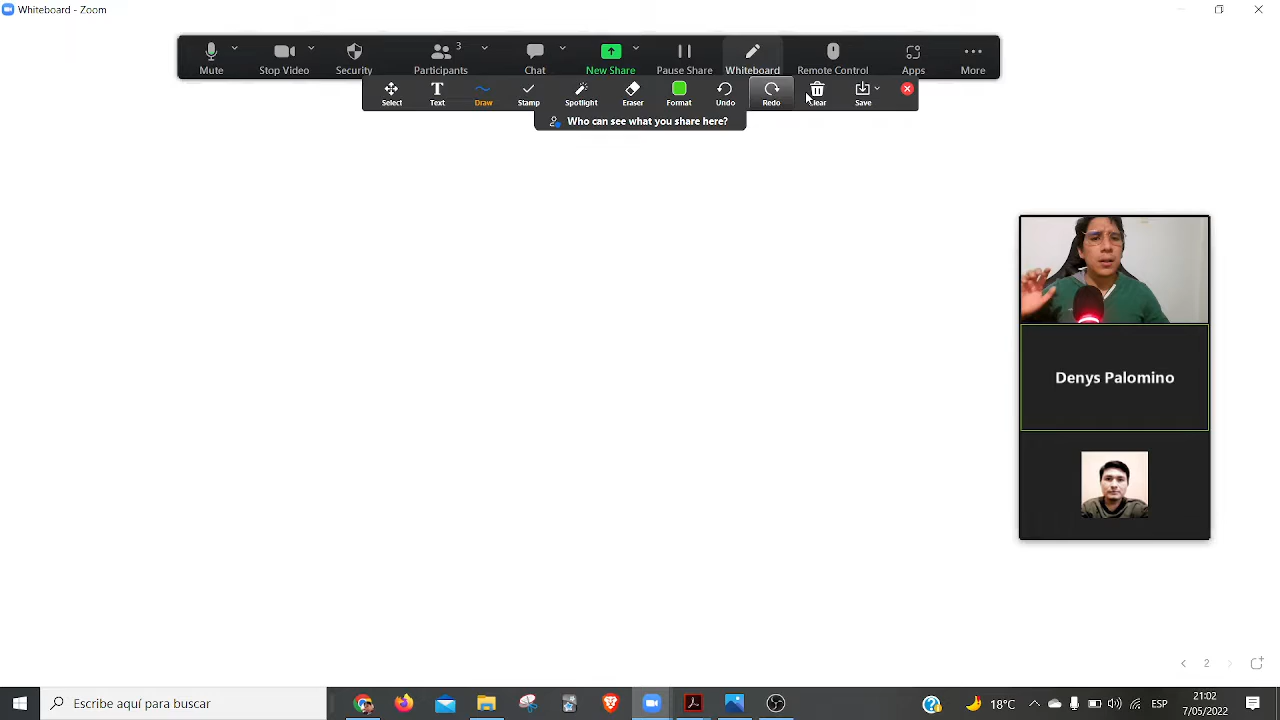 Whiteboard - Zoom
3
Mute
Stop Video
Security
Participants
Chat
New Share
Pause Share
Whiteboard
Remote Control
Apps
More
Select
Text
Draw
Stamp
Spotlight
Eraser
Format
Undo
Redo
Clear
Save
Who can see what you share here?
Denys Palomino
2
Escribe aquí para buscar
18°C
ESP
21:02
7/05/2022